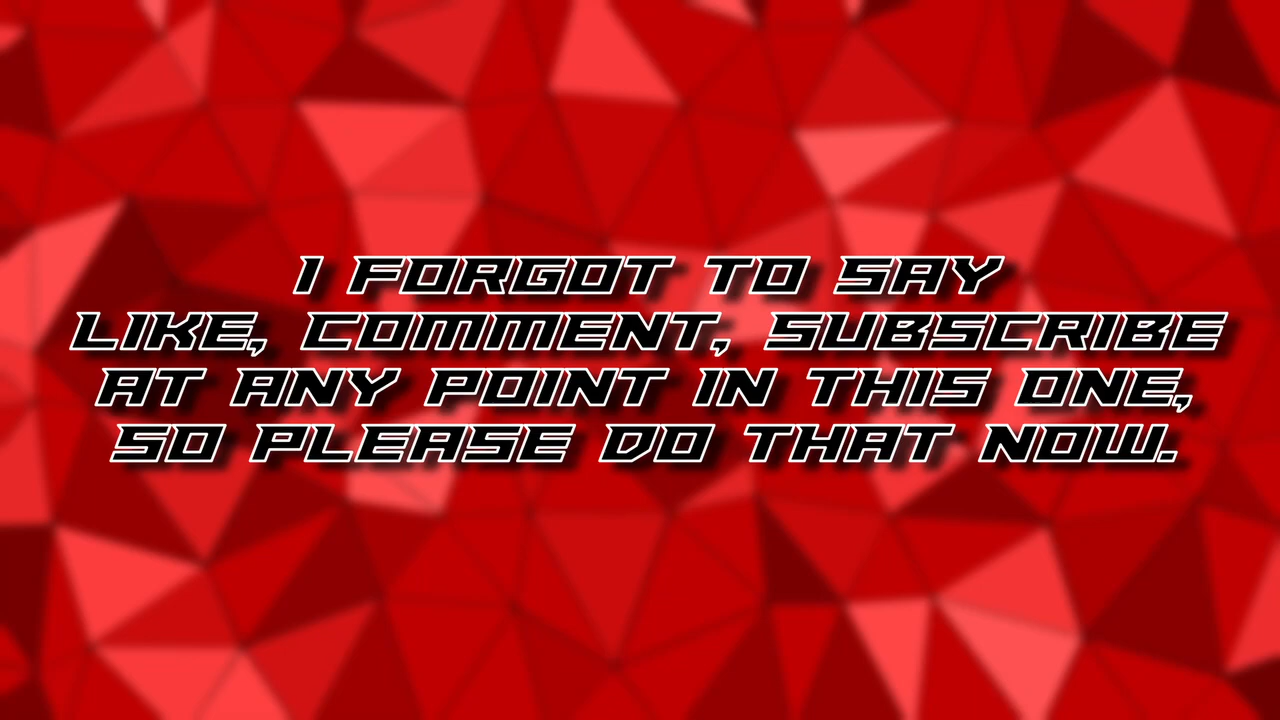 I FORGOT TO SAY
LIKE, COMMENT, SUBSCRIBE
AT ANY POINT IN THIS ONE,
SO PLEASE DO THAT NOW.